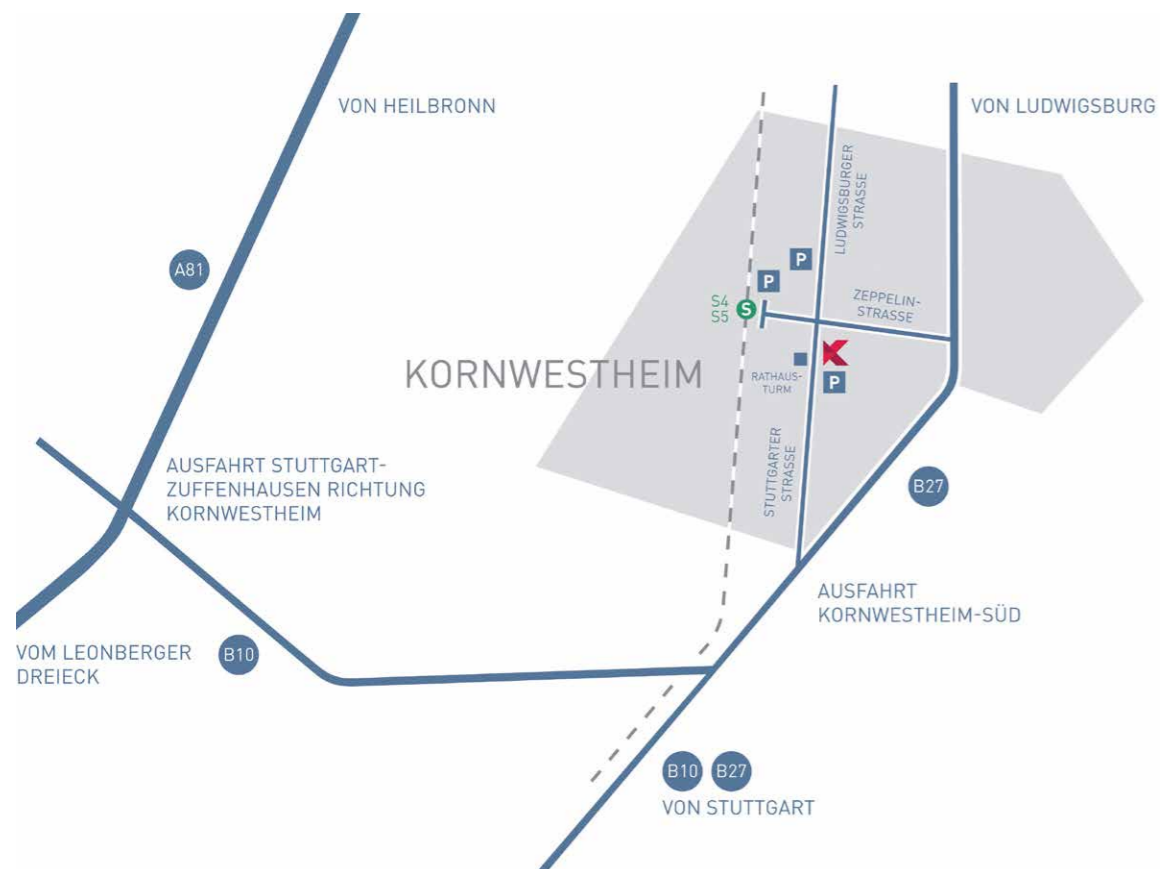 VON HEILBRONN
VON LUDWIGSBURG
LUDWIGSBURGER
STRASSE
A81
P
P
S4
S5
S
ZEPPELIN-
STRASSE
KORNWESTHEIM
RATHAUS-
TURM
K
P
STUTTGARTER
STRASSE
AUSFAHRT STUTTGART-
ZUFFENHAUSEN RICHTUNG
KORNWESTHEIM
B27
AUSFAHRT
KORNWESTHEIM-SÜD
VOM LEONBERGER
DREIECK
B10
B10
B27
VON STUTTGART